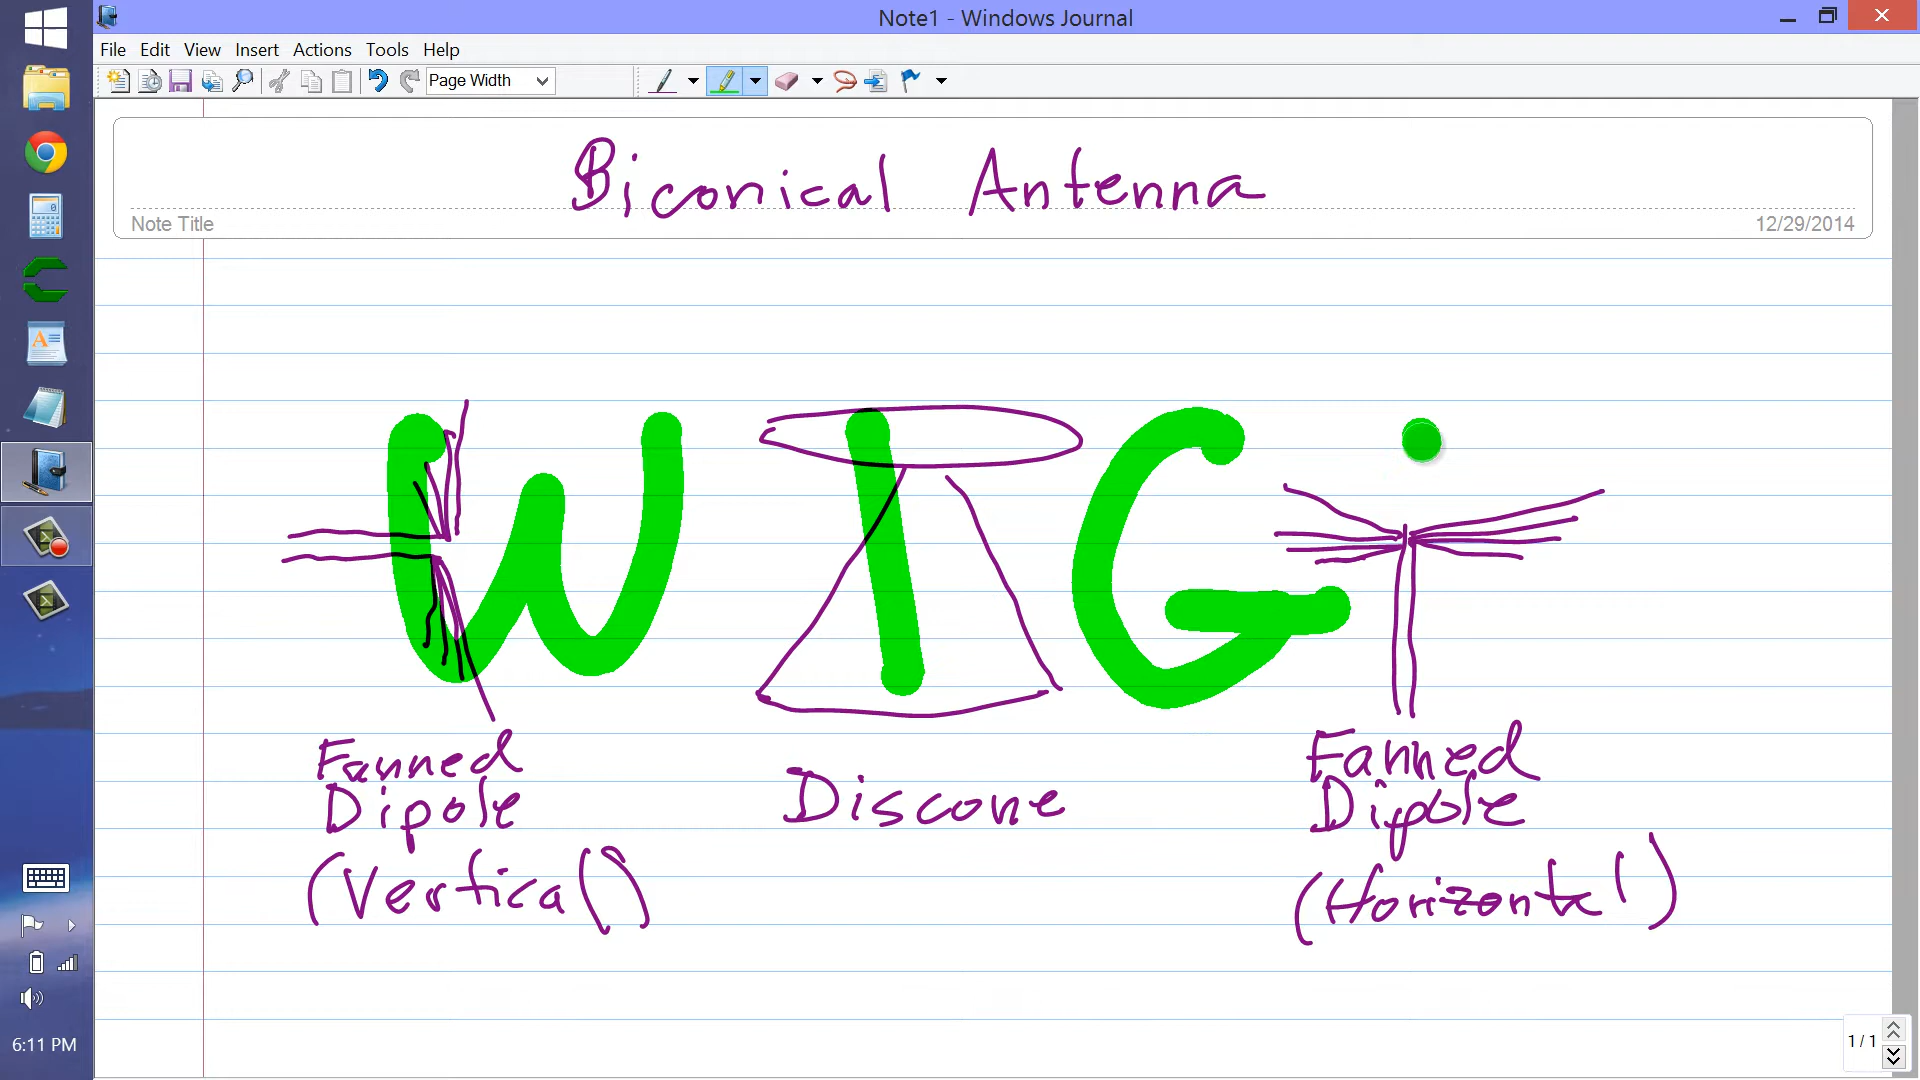 Note1 - Windows Journal
File Edit View Insert Actions Tools Help
Page Width
Biconical Antenna
Note Title
12/29/2014
WIG
Fanned
Dipole
(Vertical)
Discone
Fanned
Dipole
(Horizontal)
6:11 PM
1 / 1